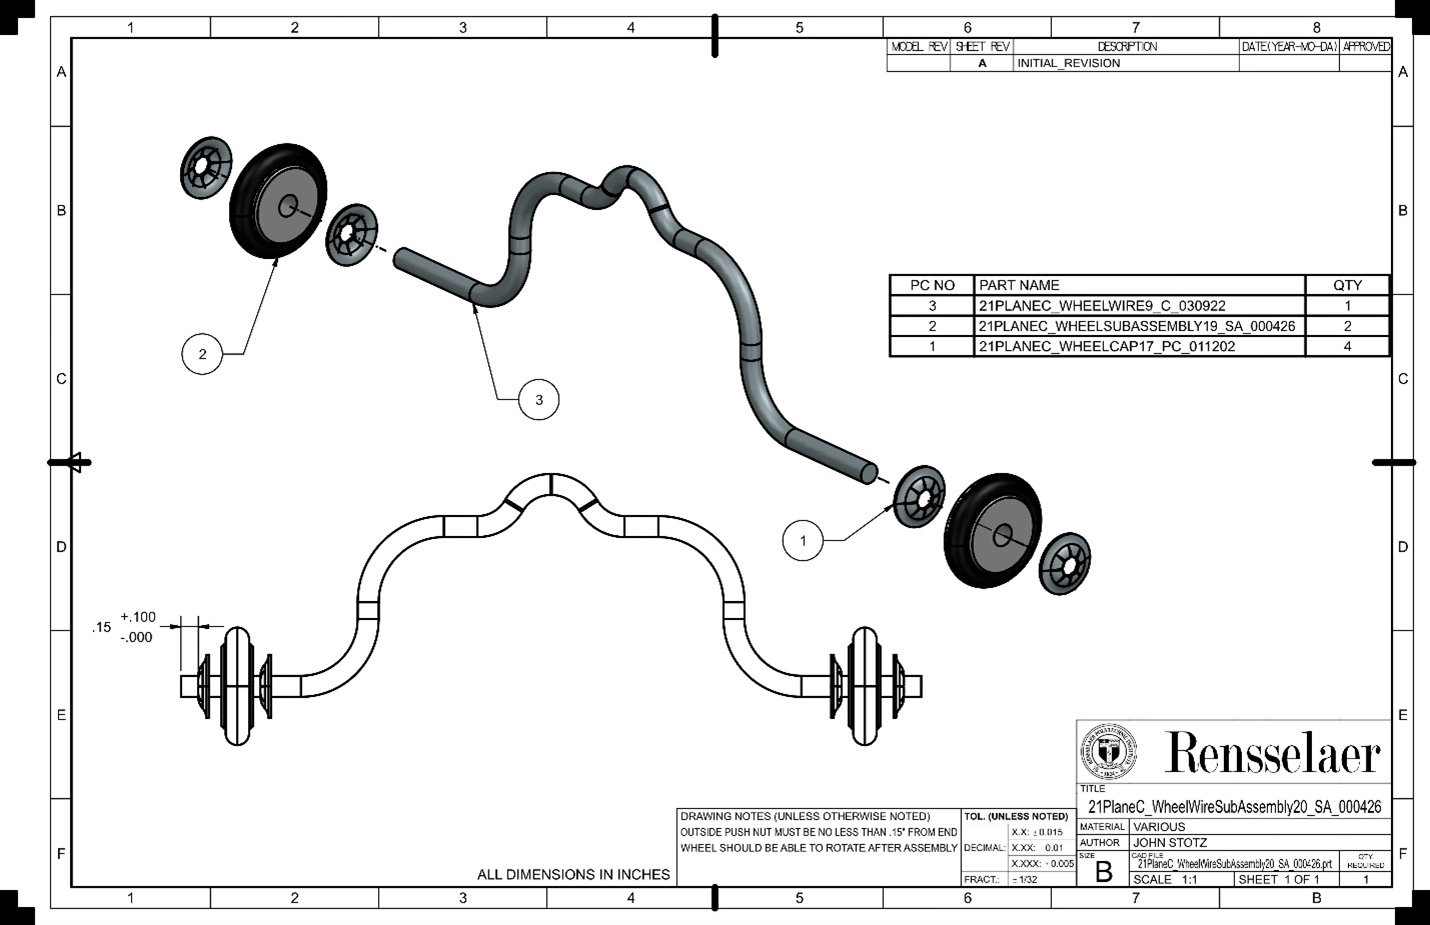 1 2 3 4 5 6 7 8
MODEL REV SHEET REV DESCRIPTION DATE(YEAR-MO-DA) APPROVED
A INITIAL_REVISION
A A
B B
PC NO PART NAME QTY
3 21PLANEC_WHEELWIRE9_C_030922 1
2 21PLANEC_WHEELSUBASSEMBLY19_SA_000426 2
1 21PLANEC_WHEELCAP17_PC_011202 4
2
C C
3
1
D D
.15 +.100
-.000
E E
Rensselaer
TITLE
21PlaneC_WheelWireSubAssembly20_SA_000426
DRAWING NOTES (UNLESS OTHERWISE NOTED)
OUTSIDE PUSH NUT MUST BE NO LESS THAN .15" FROM END
WHEEL SHOULD BE ABLE TO ROTATE AFTER ASSEMBLY
TOL. (UNLESS NOTED)
DECIMAL:
X.X: ±0.015
X.XX: 0.01
X.XXX: 0.005
FRACT.: ±1/32
MATERIAL VARIOUS
AUTHOR JOHN STOTZ
SIZE
B
CAD FILE
21PlaneC_WheelWireSubAssembly20_SA_000426.prt
QTY. REQUIRED
SCALE 1:1 SHEET 1 OF 1 1
F F
ALL DIMENSIONS IN INCHES
1 2 3 4 5 6 7 B